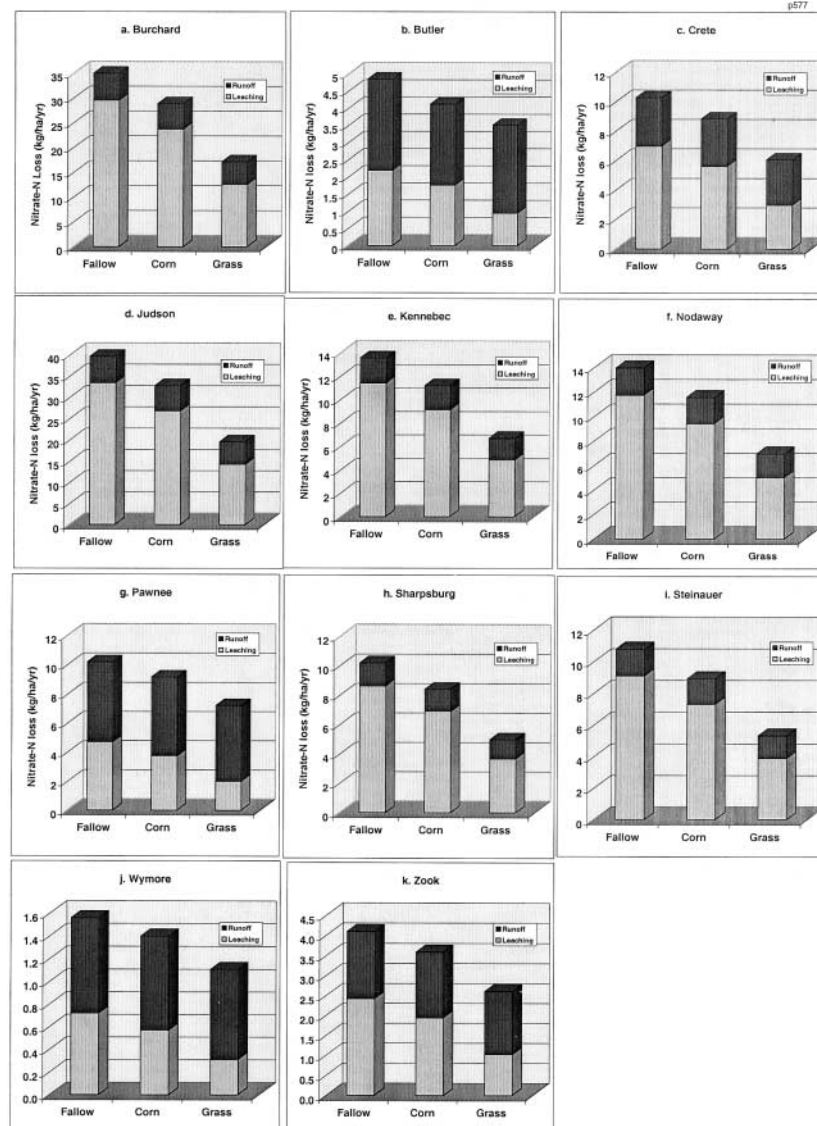 p577
a. Burchard
Nitrate-N Loss (kg/ha/yr)
35
30
25
20
15
10
5
0
Runoff
Leaching
Fallow Corn Grass
b. Butler
Nitrate-N loss (kg/ha/yr)
5
4.5
4
3.5
3
2.5
2
1.5
1
0.5
0
Runoff
Leaching
Fallow Corn Grass
c. Crete
Nitrate-N loss (kg/ha/yr)
12
10
8
6
4
2
0
Runoff
Leaching
Fallow Corn Grass
d. Judson
Nitrate-N loss (kg/ha/yr)
40
35
30
25
20
15
10
5
0
Runoff
Leaching
Fallow Corn Grass
e. Kennebec
Nitrate-N loss (kg/ha/yr)
14
12
10
8
6
4
2
0
Runoff
Leaching
Fallow Corn Grass
f. Nodaway
14
12
10
8
6
4
2
0
Runoff
Leaching
Fallow Corn Grass
g. Pawnee
Nitrate-N loss (kg/ha/yr)
12
10
8
6
4
2
0
Runoff
Leaching
Fallow Corn Grass
h. Sharpsburg
Nitrate-N loss (kg/ha/yr)
12
10
8
6
4
2
0
Runoff
Leaching
Fallow Corn Grass
i. Steinauer
12
10
8
6
4
2
0
Runoff
Leaching
Fallow Corn Grass
j. Wymore
1.6
1.4
1.2
1.0
0.8
0.6
0.4
0.2
0.0
Runoff
Leaching
Fallow Corn Grass
k. Zook
4.5
4.0
3.5
3.0
2.5
2.0
1.5
1.0
0.5
0.0
Runoff
Leaching
Fallow Corn Grass